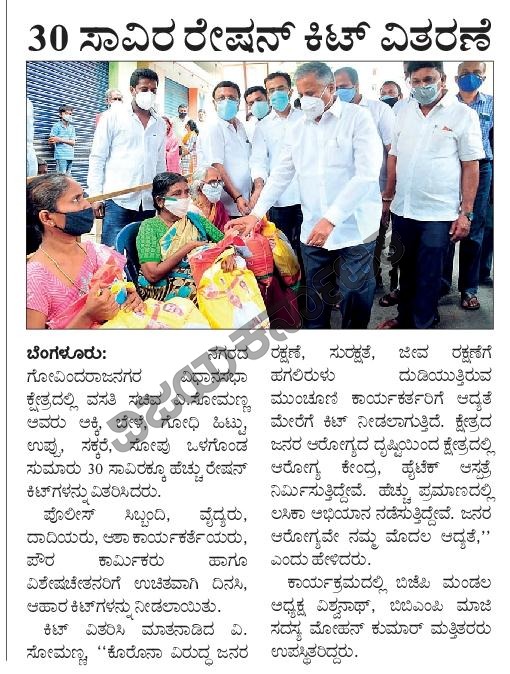 30 ಸಾವಿರ ರೇಷನ್ ಕಿಟ್ ವಿತರಣೆ
ಬೆಂಗಳೂರು: ನಗರದ
ಗೋವಿಂದರಾಜನಗರ ವಿಧಾನಸಭಾ
ಕ್ಷೇತ್ರದಲ್ಲಿ ವಸತಿ ಸಚಿವ ವಿ.ಸೋಮಣ್ಣ
ಅವರು ಅಕ್ಕಿ, ಬೇಳೆ, ಗೋಧಿ ಹಿಟ್ಟು,
ಉಪ್ಪು, ಸಕ್ಕರೆ, ಸೋಪು ಒಳಗೊಂಡ
ಸುಮಾರು 30 ಸಾವಿರಕ್ಕೂ ಹೆಚ್ಚು ರೇಷನ್
ಕಿಟ್‌ಗಳನ್ನು ವಿತರಿಸಿದರು.
ಪೊಲೀಸ್ ಸಿಬ್ಬಂದಿ, ವೈದ್ಯರು,
ದಾದಿಯರು, ಆಶಾ ಕಾರ್ಯಕರ್ತೆಯರು,
ಪೌರ ಕಾರ್ಮಿಕರು ಹಾಗೂ
ವಿಶೇಷಚೇತನರಿಗೆ ಉಚಿತವಾಗಿ ದಿನಸಿ,
ಆಹಾರ ಕಿಟ್‌ಗಳನ್ನು ನೀಡಲಾಯಿತು.
ಕಿಟ್ ವಿತರಿಸಿ ಮಾತನಾಡಿದ ವಿ.
ಸೋಮಣ್ಣ, ‘‘ಕೊರೊನಾ ವಿರುದ್ಧ ಜನರ
ರಕ್ಷಣೆ, ಸುರಕ್ಷತೆ, ಜೀವ ರಕ್ಷಣೆಗೆ
ಹಗಲಿರುಳು ದುಡಿಯುತ್ತಿರುವ
ಮುಂಚೂಣಿ ಕಾರ್ಯಕರ್ತರಿಗೆ ಆದ್ಯತೆ
ಮೇರೆಗೆ ಕಿಟ್ ನೀಡಲಾಗುತ್ತಿದೆ. ಕ್ಷೇತ್ರದ
ಜನರ ಆರೋಗ್ಯದ ದೃಷ್ಟಿಯಿಂದ ಕ್ಷೇತ್ರದಲ್ಲಿ
ಆರೋಗ್ಯ ಕೇಂದ್ರ, ಹೈಟೆಕ್ ಆಸ್ಪತ್ರೆ
ನಿರ್ಮಿಸುತ್ತಿದ್ದೇವೆ. ಹೆಚ್ಚು ಪ್ರಮಾಣದಲ್ಲಿ
ಲಸಿಕಾ ಅಭಿಯಾನ ನಡೆಸುತ್ತಿದ್ದೇವೆ. ಜನರ
ಆರೋಗ್ಯವೇ ನಮ್ಮ ಮೊದಲ ಆದ್ಯತೆ,’’
ಎಂದು ಹೇಳಿದರು.
ಕಾರ್ಯಕ್ರಮದಲ್ಲಿ ಬಿಜೆಪಿ ಮಂಡಲ
ಅಧ್ಯಕ್ಷ ವಿಶ್ವನಾಥ್, ಬಿಬಿಎಂಪಿ ಮಾಜಿ
ಸದಸ್ಯ ಮೋಹನ್ ಕುಮಾರ್ ಮತ್ತಿತರರು
ಉಪಸ್ಥಿತರಿದ್ದರು.